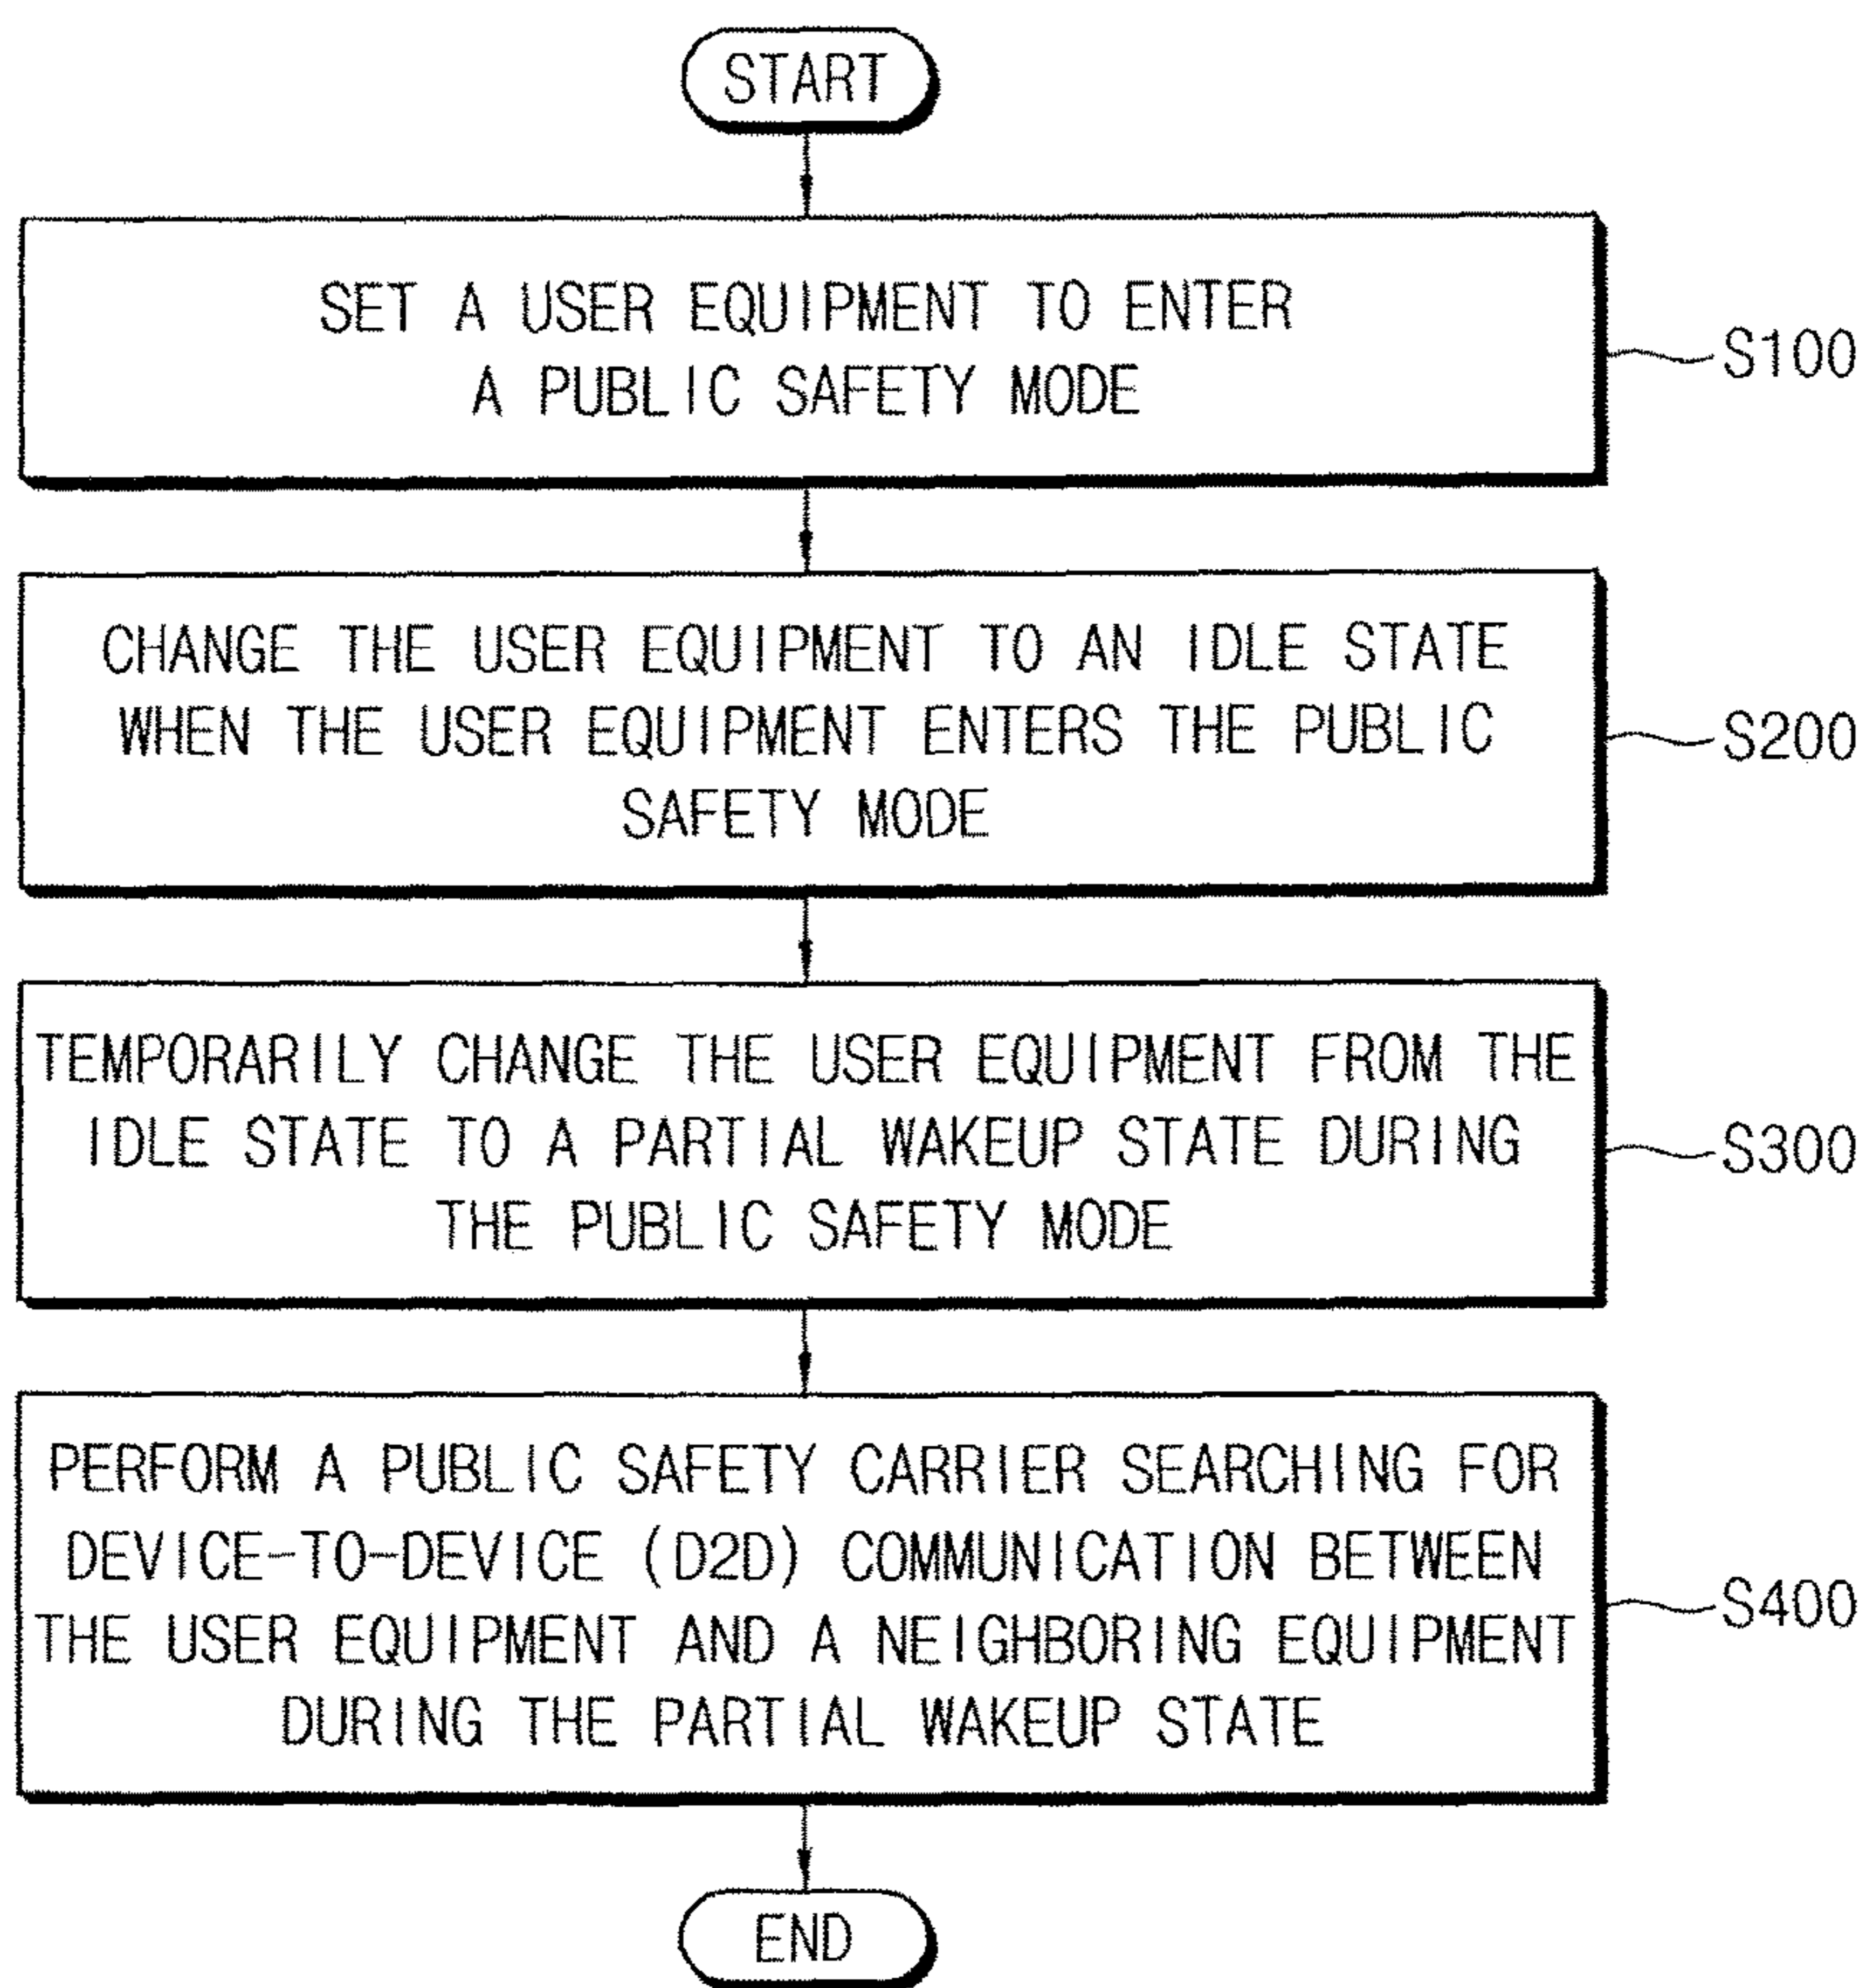 START
SET A USER EQUIPMENT TO ENTER
A PUBLIC SAFETY MODE
S100
CHANGE THE USER EQUIPMENT TO AN IDLE STATE
WHEN THE USER EQUIPMENT ENTERS THE PUBLIC
SAFETY MODE
S200
TEMPORARILY CHANGE THE USER EQUIPMENT FROM THE
IDLE STATE TO A PARTIAL WAKEUP STATE DURING
THE PUBLIC SAFETY MODE
S300
PERFORM A PUBLIC SAFETY CARRIER SEARCHING FOR
DEVICE-TO-DEVICE (D2D) COMMUNICATION BETWEEN
THE USER EQUIPMENT AND A NEIGHBORING EQUIPMENT
DURING THE PARTIAL WAKEUP STATE
S400
END